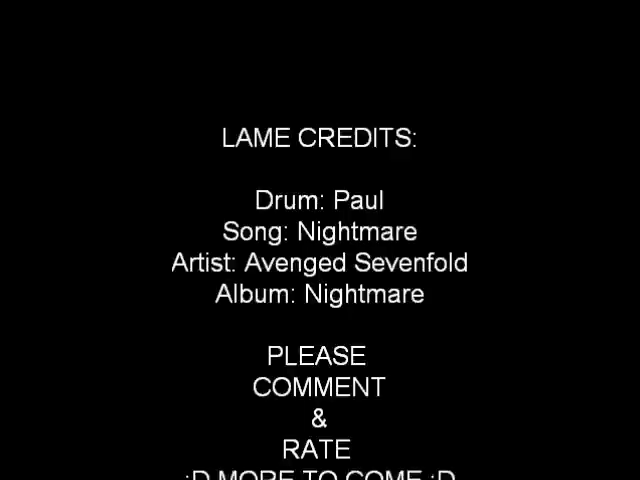 LAME CREDITS:
Drum: Paul
Song: Nightmare
Artist: Avenged Sevenfold
Album: Nightmare
PLEASE
COMMENT
&
RATE
:D MORE TO COME :D